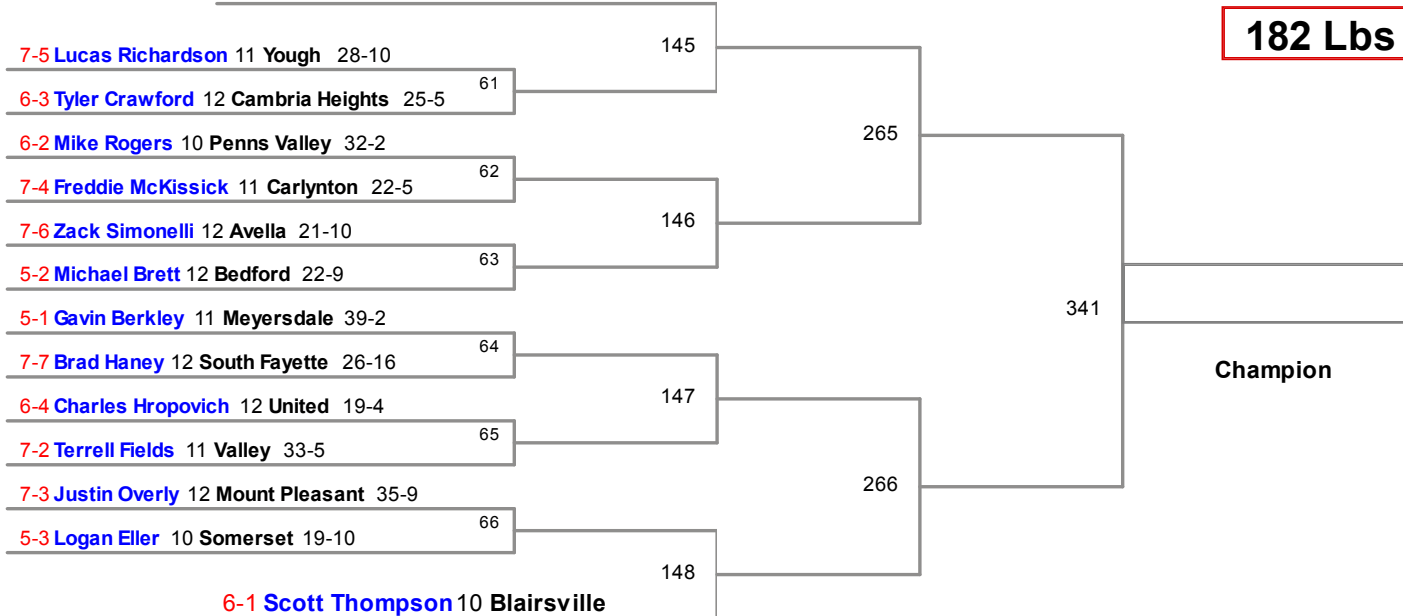 182 Lbs
145
7-5 Lucas Richardson 11 Yough 28-10
61
6-3 Tyler Crawford 12 Cambria Heights 25-5
265
6-2 Mike Rogers 10 Penns Valley 32-2
62
7-4 Freddie McKissick 11 Carlynton 22-5
146
7-6 Zack Simonelli 12 Avella 21-10
63
5-2 Michael Brett 12 Bedford 22-9
341
5-1 Gavin Berkley 11 Meyersdale 39-2
64
7-7 Brad Haney 12 South Fayette 26-16
Champion
147
6-4 Charles Hropovich 12 United 19-4
65
7-2 Terrell Fields 11 Valley 33-5
266
7-3 Justin Overly 12 Mount Pleasant 35-9
66
5-3 Logan Eller 10 Somerset 19-10
148
6-1 Scott Thompson 10 Blairsville